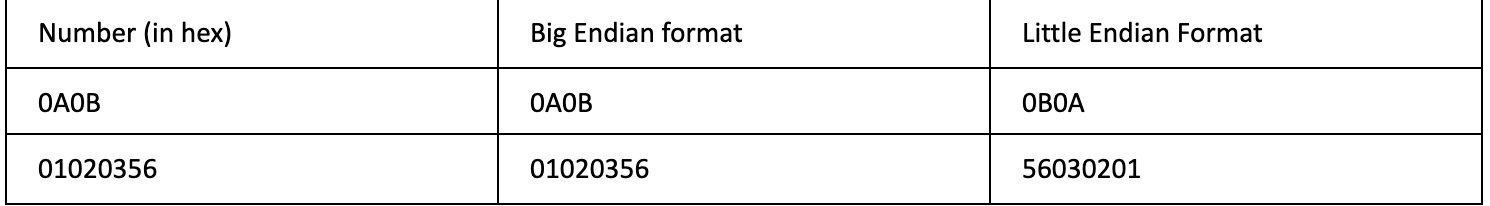 Number (in hex) Big Endian format Little Endian Format
0A0B 0A0B 0B0A
01020356 01020356 56030201